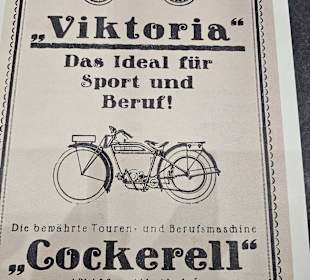 „Viktoria“
Das Ideal für
Sport und
Beruf!
Die bewährte Touren- und Berufsmaschine
„Cockerell“